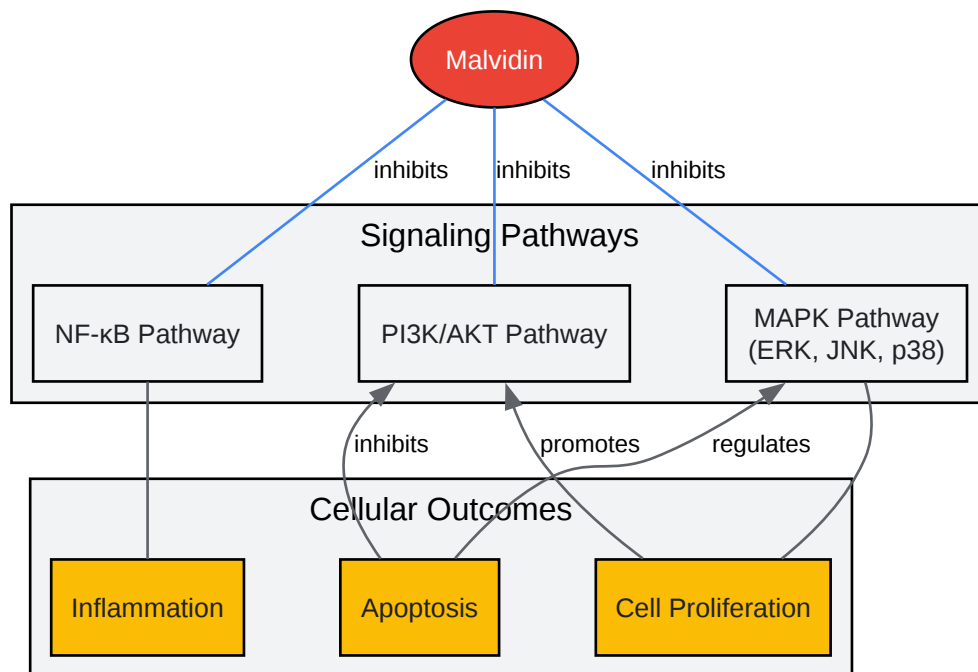 Malvidin
inhibits
inhibits
inhibits
Signaling Pathways
NF-κB Pathway
PI3K/AKT Pathway
MAPK Pathway
(ERK, JNK, p38)
inhibits
promotes
regulates
Cellular Outcomes
Inflammation
Apoptosis
Cell Proliferation